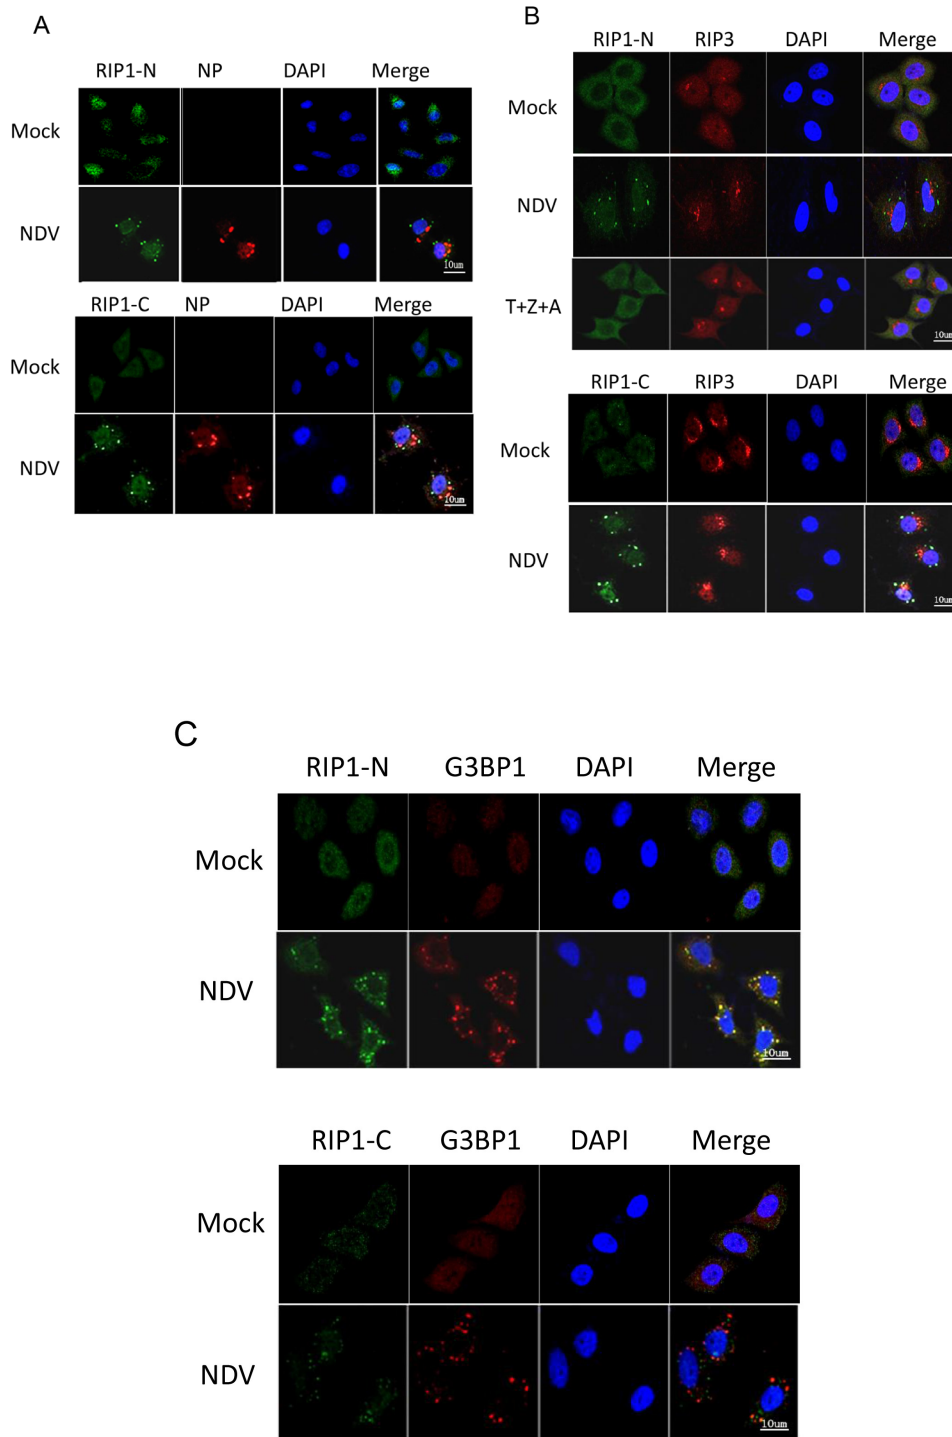 A
RIP1-N NP DAPI Merge
Mock
NDV
10um
RIP1-C NP DAPI Merge
Mock
NDV
10um
B
RIP1-N RIP3 DAPI Merge
Mock
NDV
T+Z+A
10um
RIP1-C RIP3 DAPI Merge
Mock
NDV
10um
C
RIP1-N G3BP1 DAPI Merge
Mock
NDV
10um
RIP1-C G3BP1 DAPI Merge
Mock
NDV
10um